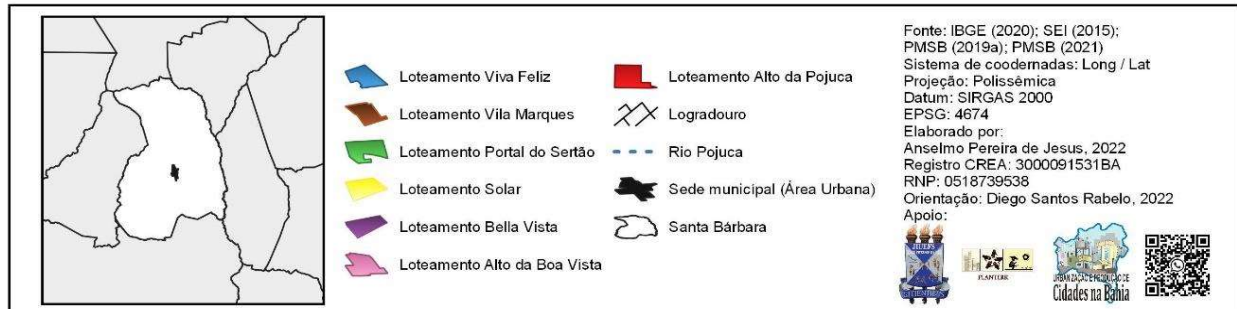 Loteamento Viva Feliz
Loteamento Vila Marques
Loteamento Portal do Sertão
Loteamento Solar
Loteamento Bella Vista
Loteamento Alto da Boa Vista
Loteamento Alto da Pojuca
Logradouro
Rio Pojuca
Sede municipal (Área Urbana)
Santa Bárbara
Fonte: IBGE (2020); SEI (2015);
PMSB (2019a); PMSB (2021)
Sistema de coodernadas: Long / Lat
Projeção: Polissêmica
Datum: SIRGAS 2000
EPSG: 4674
Elaborado por:
Anselmo Pereira de Jesus, 2022
Registro CREA: 3000091531BA
RNP: 0518739538
Orientação: Diego Santos Rabelo, 2022
Apoio:
URBANIZAÇÃO E PRODUÇÃO DE
Cidades na Bahia